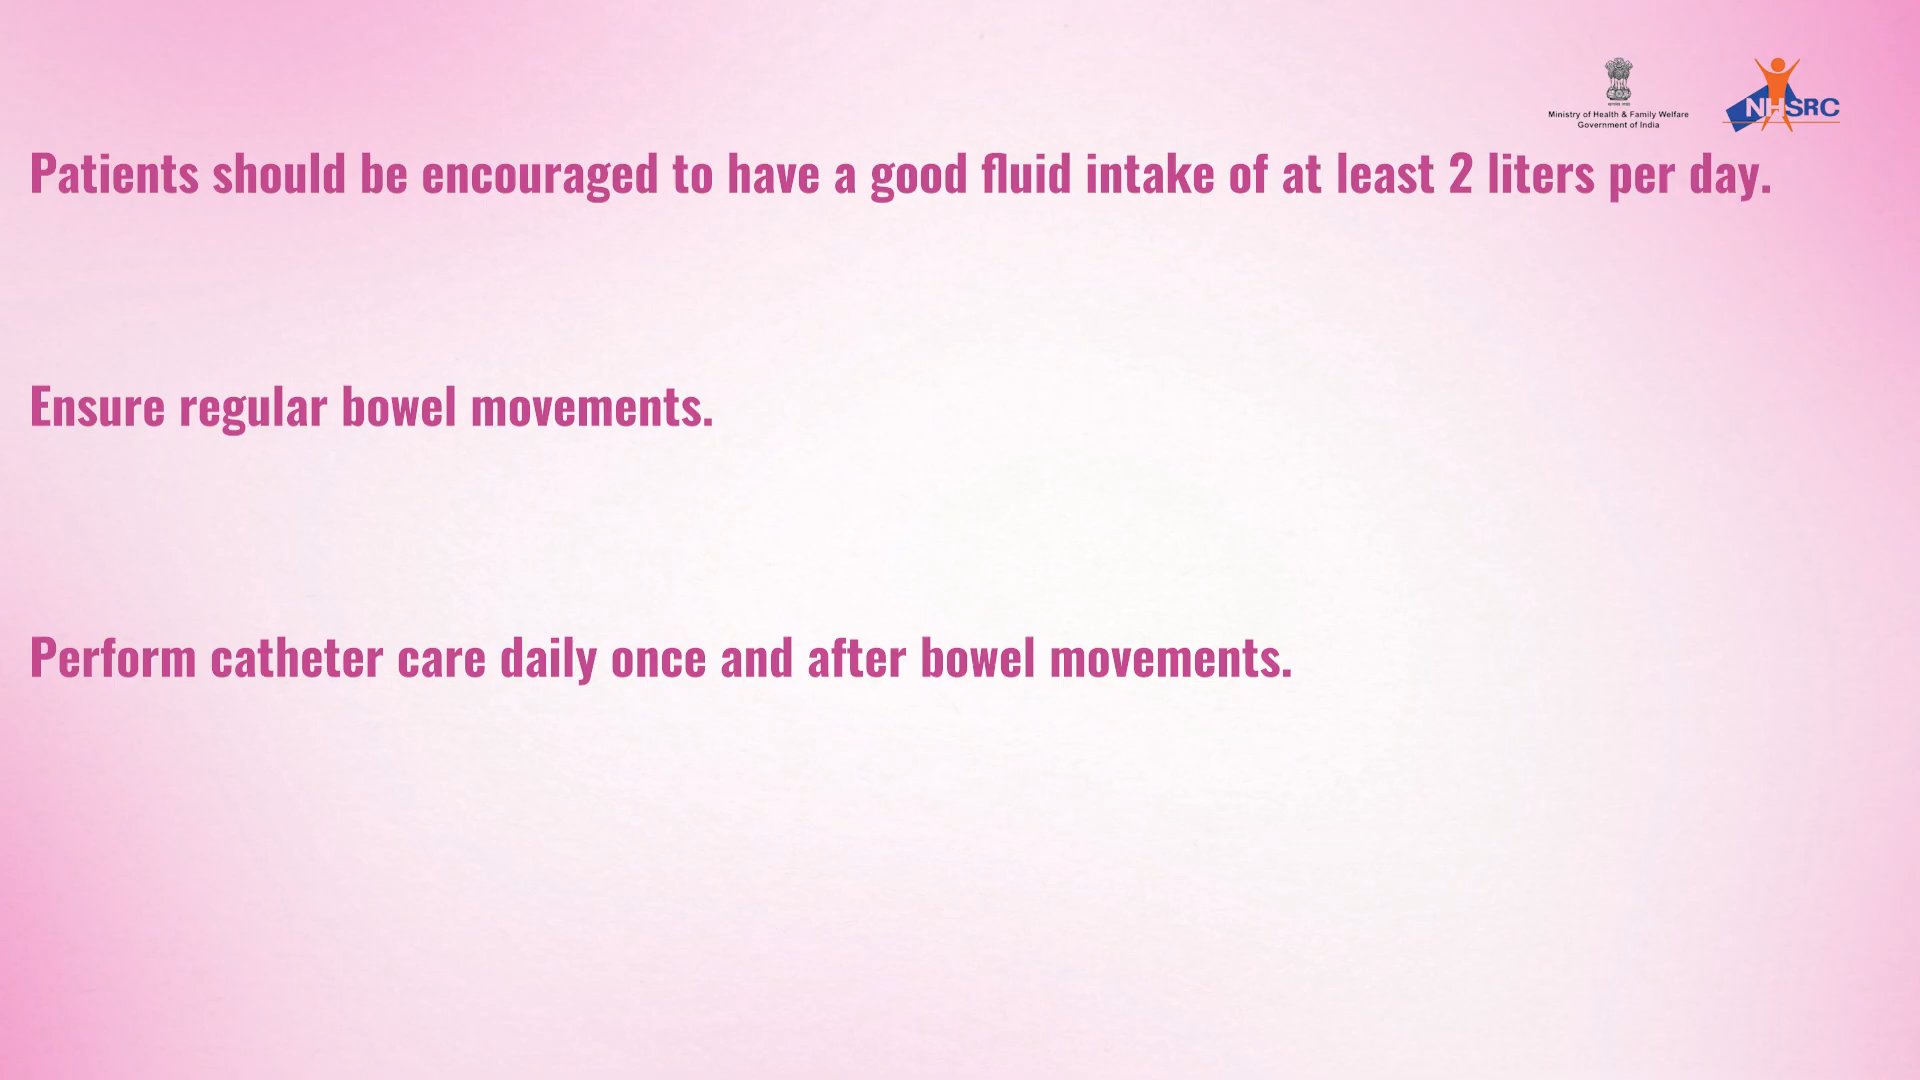 Ministry of Health & Family Welfare
Government of India
NHSRC
Patients should be encouraged to have a good fluid intake of at least 2 liters per day.
Ensure regular bowel movements.
Perform catheter care daily once and after bowel movements.